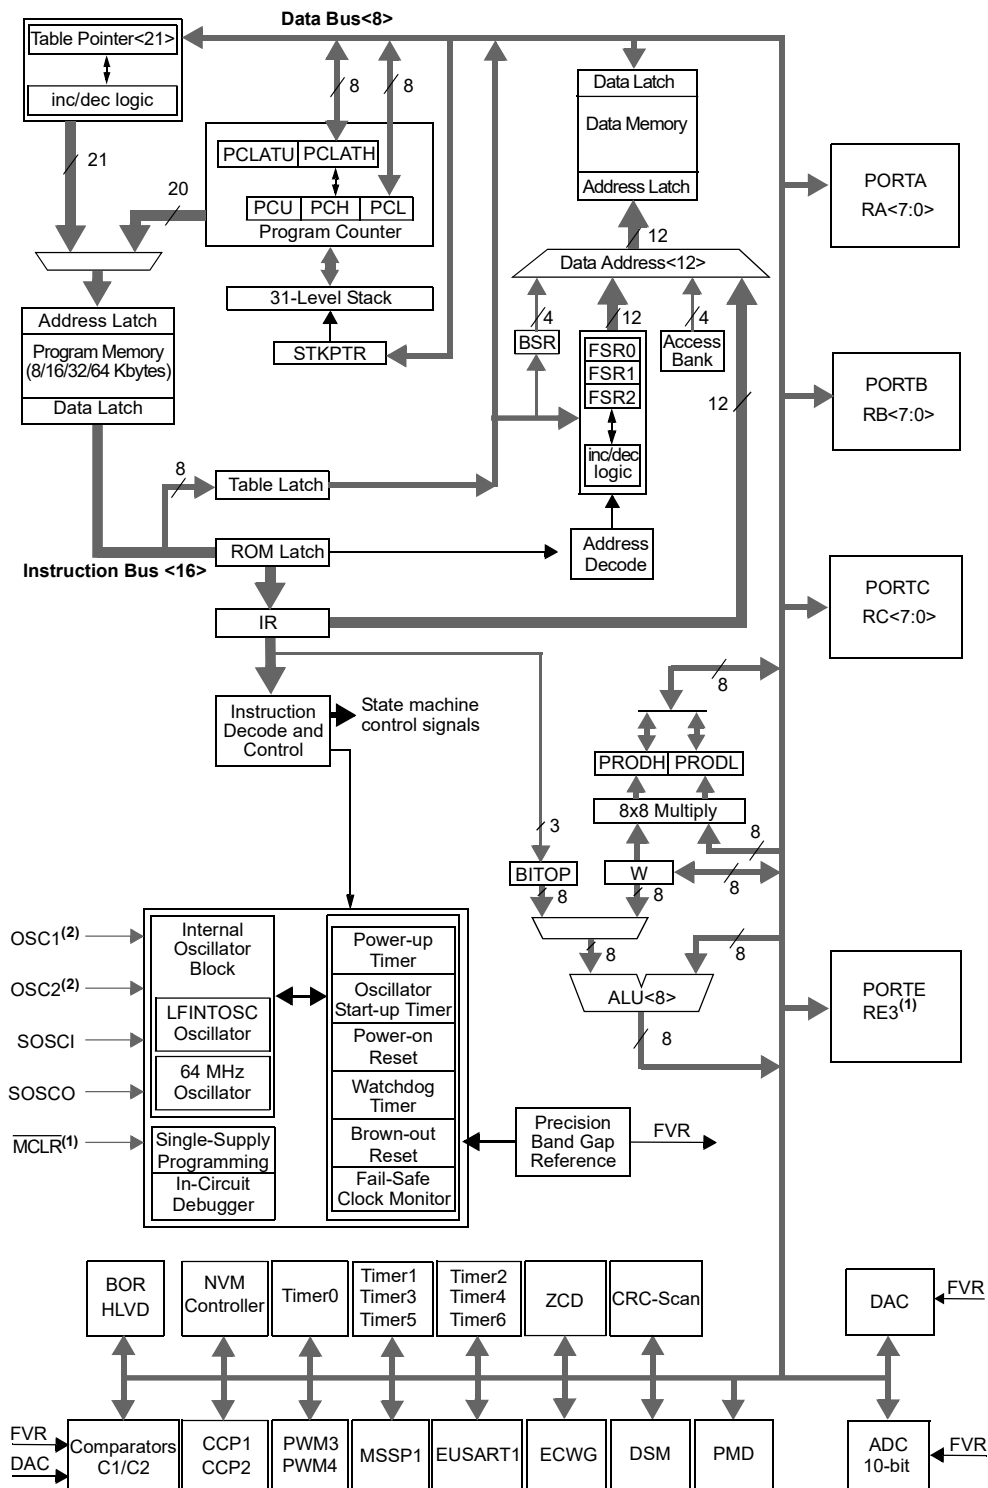 Data Bus<8>
Table Pointer<21>
inc/dec logic
21
20
8
8
PCLATU
PCLATH
PCU
PCH
PCL
Program Counter
31-Level Stack
STKPTR
Address Latch
Program Memory
(8/16/32/64 Kbytes)
Data Latch
Data Latch
Data Memory
Address Latch
12
Data Address<12>
4
12
4
BSR
FSR0
FSR1
FSR2
inc/dec
logic
Access
Bank
12
PORTA
RA<7:0>
PORTB
RB<7:0>
8
Table Latch
ROM Latch
Instruction Bus <16>
Address
Decode
IR
PORTC
RC<7:0>
Instruction
Decode and
Control
State machine
control signals
8
PRODH
PRODL
8x8 Multiply
3
8
BITOP
W
8
8
8
8
8
ALU<8>
8
PORTE
RE3(1)
OSC1(2)
OSC2(2)
SOSCI
SOSCO
MCLR(1)
Internal
Oscillator
Block
LFINTOSC
Oscillator
64 MHz
Oscillator
Single-Supply
Programming
In-Circuit
Debugger
Power-up
Timer
Oscillator
Start-up Timer
Power-on
Reset
Watchdog
Timer
Brown-out
Reset
Fail-Safe
Clock Monitor
Precision
Band Gap
Reference
FVR
BOR
HLVD
NVM
Controller
Timer0
Timer1
Timer3
Timer5
Timer2
Timer4
Timer6
ZCD
CRC-Scan
DAC
FVR
FVR
DAC
Comparators
C1/C2
CCP1
CCP2
PWM3
PWM4
MSSP1
EUSART1
ECWG
DSM
PMD
ADC
10-bit
FVR